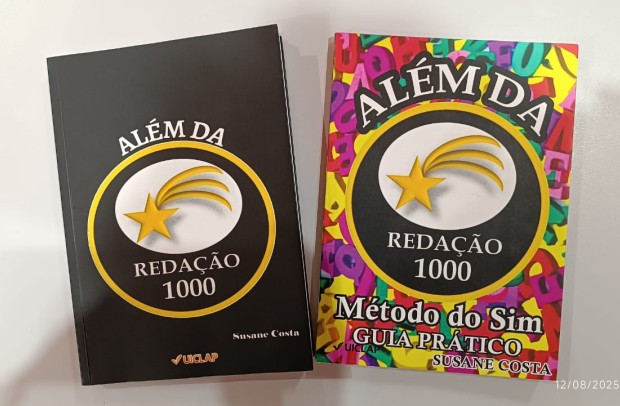 ALÉM DA
REDAÇÃO
1000
Susane Costa
UICLAP
ALÉM DA
REDAÇÃO
1000
Método do Sim
GUIA PRÁTICO
UICLAP
SUSANE COSTA
12/08/2025